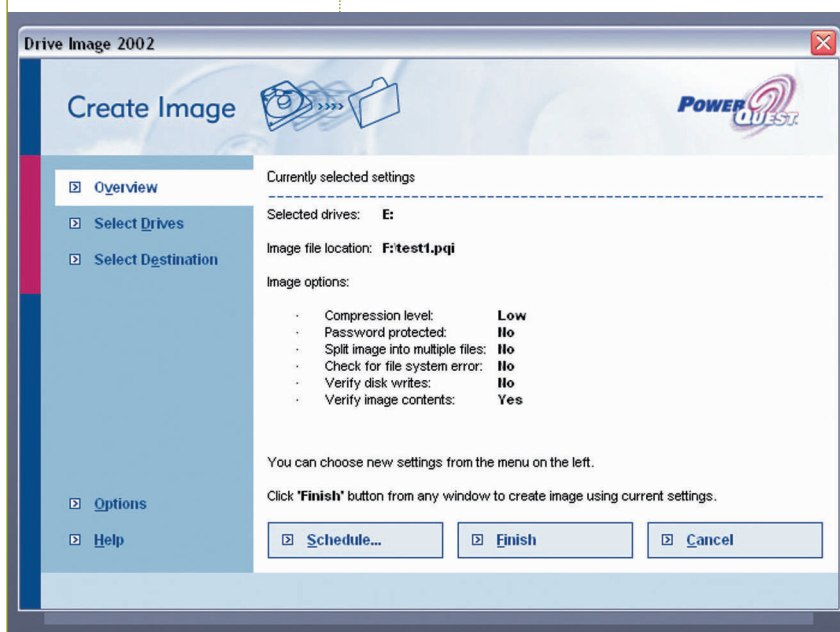 Drive Image 2002
Create Image
POWERQUEST.
Overview
Select Drives
Select Destination
Options
Help
Currently selected settings
Selected drives: E:
Image file location: F:\test1.pqi
Image options:
· Compression level: Low
· Password protected: No
· Split image into multiple files: No
· Check for file system error: No
· Verify disk writes: No
· Verify image contents: Yes
You can choose new settings from the menu on the left.
Click 'Finish' button from any window to create image using current settings.
Schedule...
Finish
Cancel